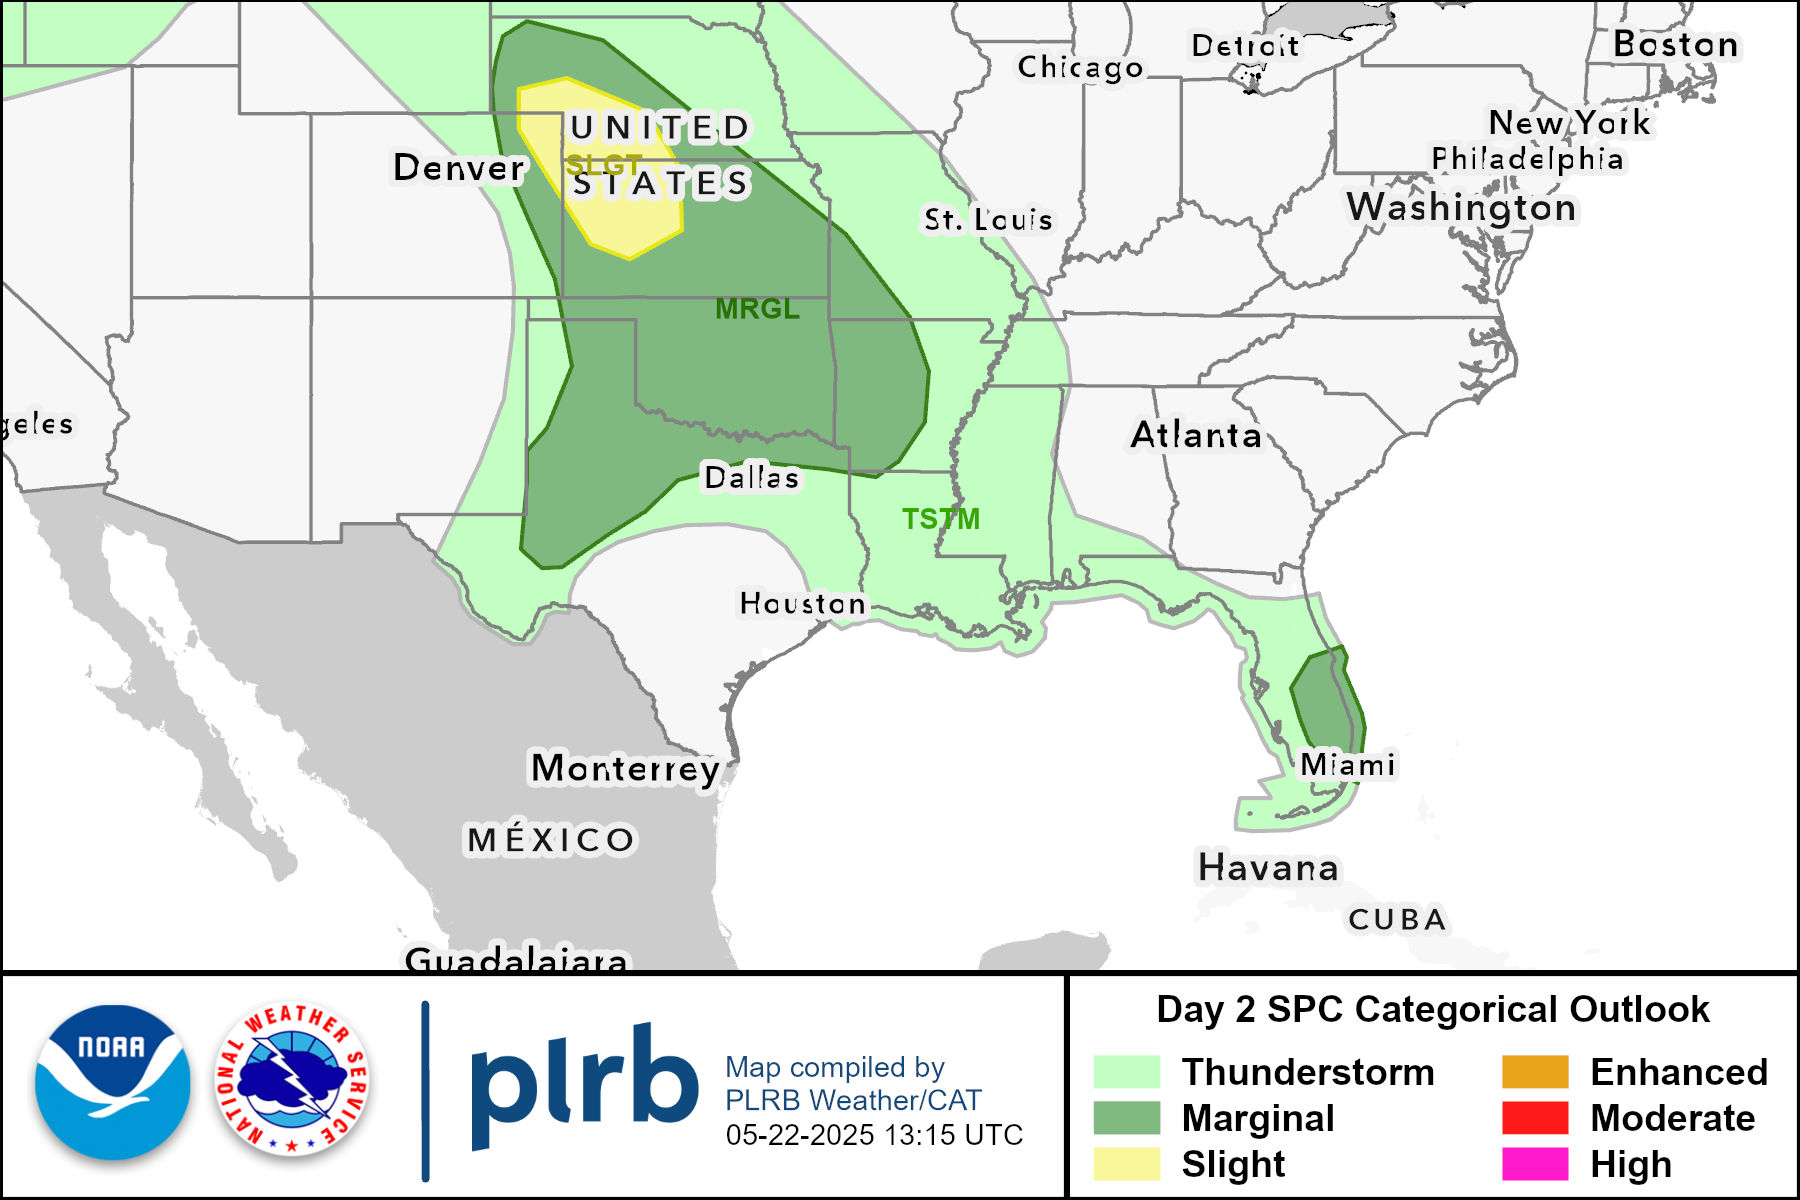 Boston
Detroit
Chicago
New York
UNITED
Philadelphia
Denver
SLGT
STATES
Washington
St. Louis
MRGL
geles
Atlanta
Dallas
TSTM
Houston
Miami
Monterrey
MÉXICO
Havana
CUBA
Guadalajara
NOAA
NATIONAL WEATHER SERVICE
plrb
Map compiled by
PLRB Weather/CAT
05-22-2025 13:15 UTC
Day 2 SPC Categorical Outlook
Thunderstorm
Marginal
Slight
Enhanced
Moderate
High